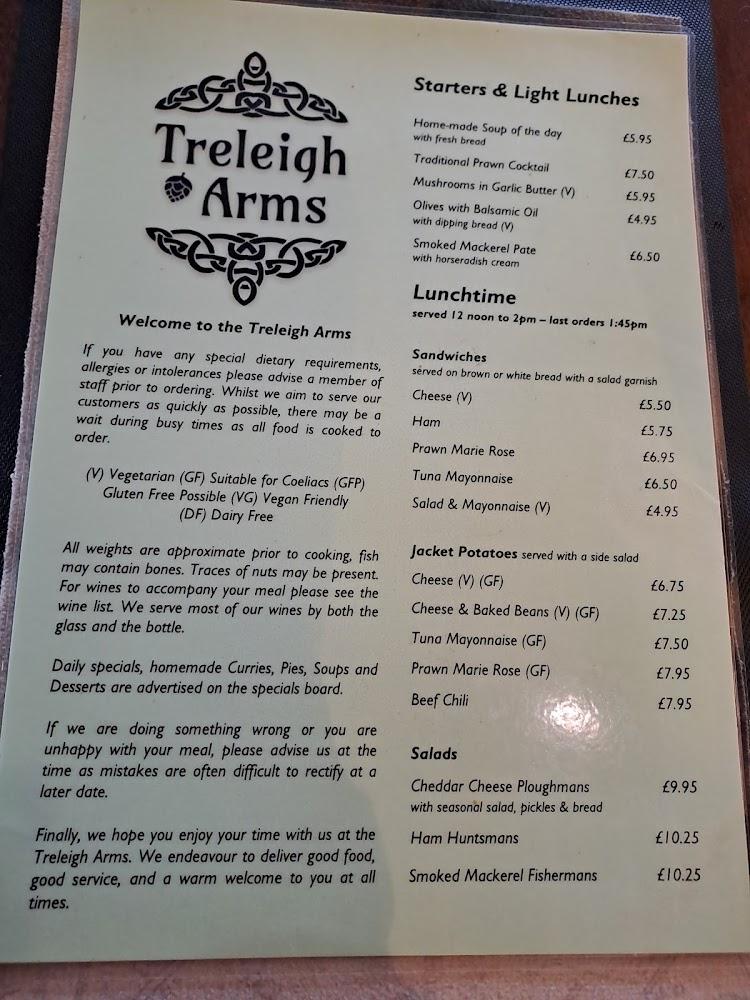 Treleigh
Arms
Welcome to the Treleigh Arms
If you have any special dietary requirements,
allergies or intolerances please advise a member of
staff prior to ordering. Whilst we aim to serve our
customers as quickly as possible, there may be a
wait during busy times as all food is cooked to
order.
(V) Vegetarian (GF) Suitable for Coeliacs (GFP)
Gluten Free Possible (VG) Vegan Friendly
(DF) Dairy Free
All weights are approximate prior to cooking, fish
may contain bones. Traces of nuts may be present.
For wines to accompany your meal please see the
wine list. We serve most of our wines by both the
glass and the bottle.
Daily specials, homemade Curries, Pies, Soups and
Desserts are advertised on the specials board.
If we are doing something wrong or you are
unhappy with your meal, please advise us at the
time as mistakes are often difficult to rectify at a
later date.
Finally, we hope you enjoy your time with us at the
Treleigh Arms. We endeavour to deliver good food,
good service, and a warm welcome to you at all
times.
Starters & Light Lunches
Home-made Soup of the day £5.95
with fresh bread
Traditional Prawn Cocktail £7.50
Mushrooms in Garlic Butter (V) £5.95
Olives with Balsamic Oil £4.95
with dipping bread (V)
Smoked Mackerel Pate £6.50
with horseradish cream
Lunchtime
served 12 noon to 2pm – last orders 1:45pm
Sandwiches
served on brown or white bread with a salad garnish
Cheese (V) £5.50
Ham £5.75
Prawn Marie Rose £6.95
Tuna Mayonnaise £6.50
Salad & Mayonnaise (V) £4.95
Jacket Potatoes served with a side salad
Cheese (V) (GF) £6.75
Cheese & Baked Beans (V) (GF) £7.25
Tuna Mayonnaise (GF) £7.50
Prawn Marie Rose (GF) £7.95
Beef Chili £7.95
Salads
Cheddar Cheese Ploughmans £9.95
with seasonal salad, pickles & bread
Ham Huntsmans £10.25
Smoked Mackerel Fishermans £10.25